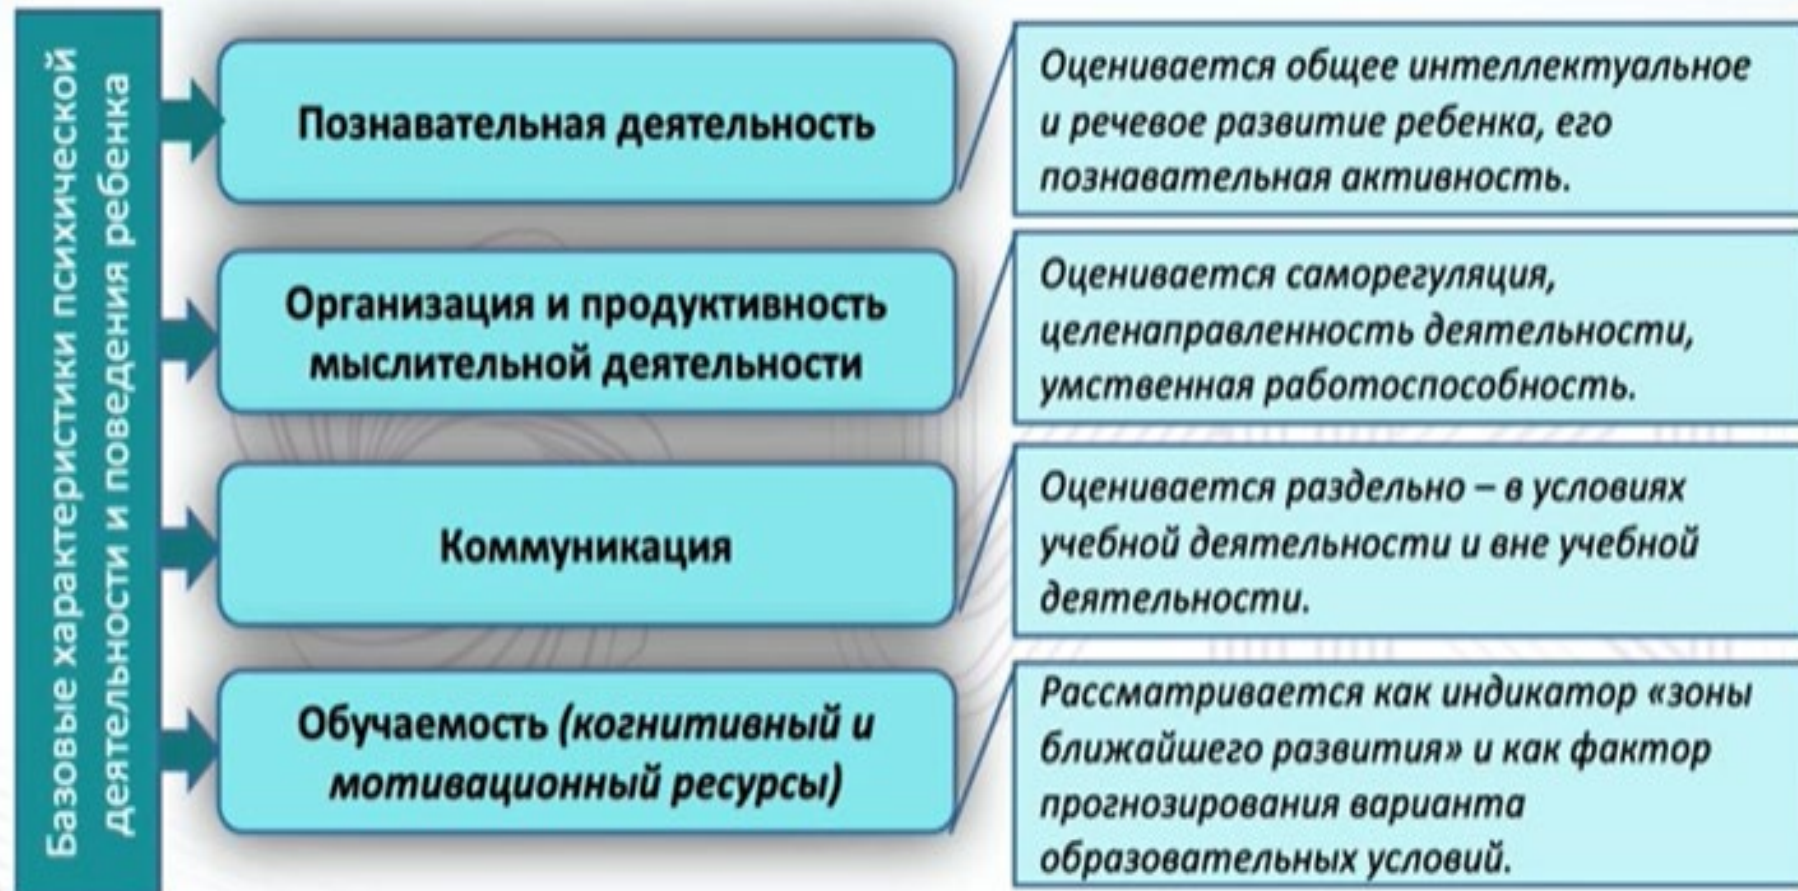 Базовые характеристики психической
деятельности и поведения ребенка
Познавательная деятельность
Оценивается общее интеллектуальное
и речевое развитие ребенка, его
познавательная активность.
Организация и продуктивность
мыслительной деятельности
Оценивается саморегуляция,
целенаправленность деятельности,
умственная работоспособность.
Коммуникация
Оценивается раздельно – в условиях
учебной деятельности и вне учебной
деятельности.
Обучаемость (когнитивный и
мотивационный ресурсы)
Рассматривается как индикатор «зоны
ближайшего развития» и как фактор
прогнозирования варианта
образовательных условий.